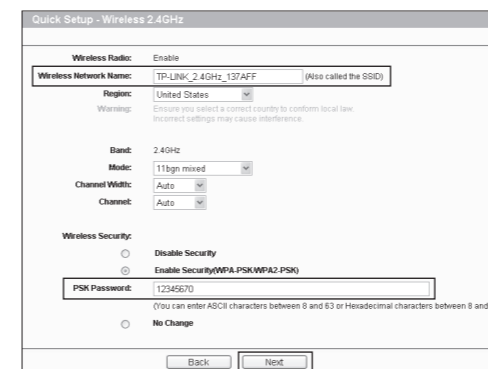 Quick Setup - Wireless 2.4GHz
Wireless Radio: Enable
Wireless Network Name: TP-LINK_2.4GHz_137AFF (Also called the SSID)
Region: United States
Warning: Ensure you select a correct country to conform local law.
Incorrect settings may cause interference.
Band: 2.4GHz
Mode: 11bgn mixed
Channel Width: Auto
Channel: Auto
Wireless Security:
Disable Security
Enable Security(WPA-PSK/WPA2-PSK)
PSK Password: 12345670
(You can enter ASCII characters between 8 and 63 or Hexadecimal characters between 8 and
No Change
Back Next